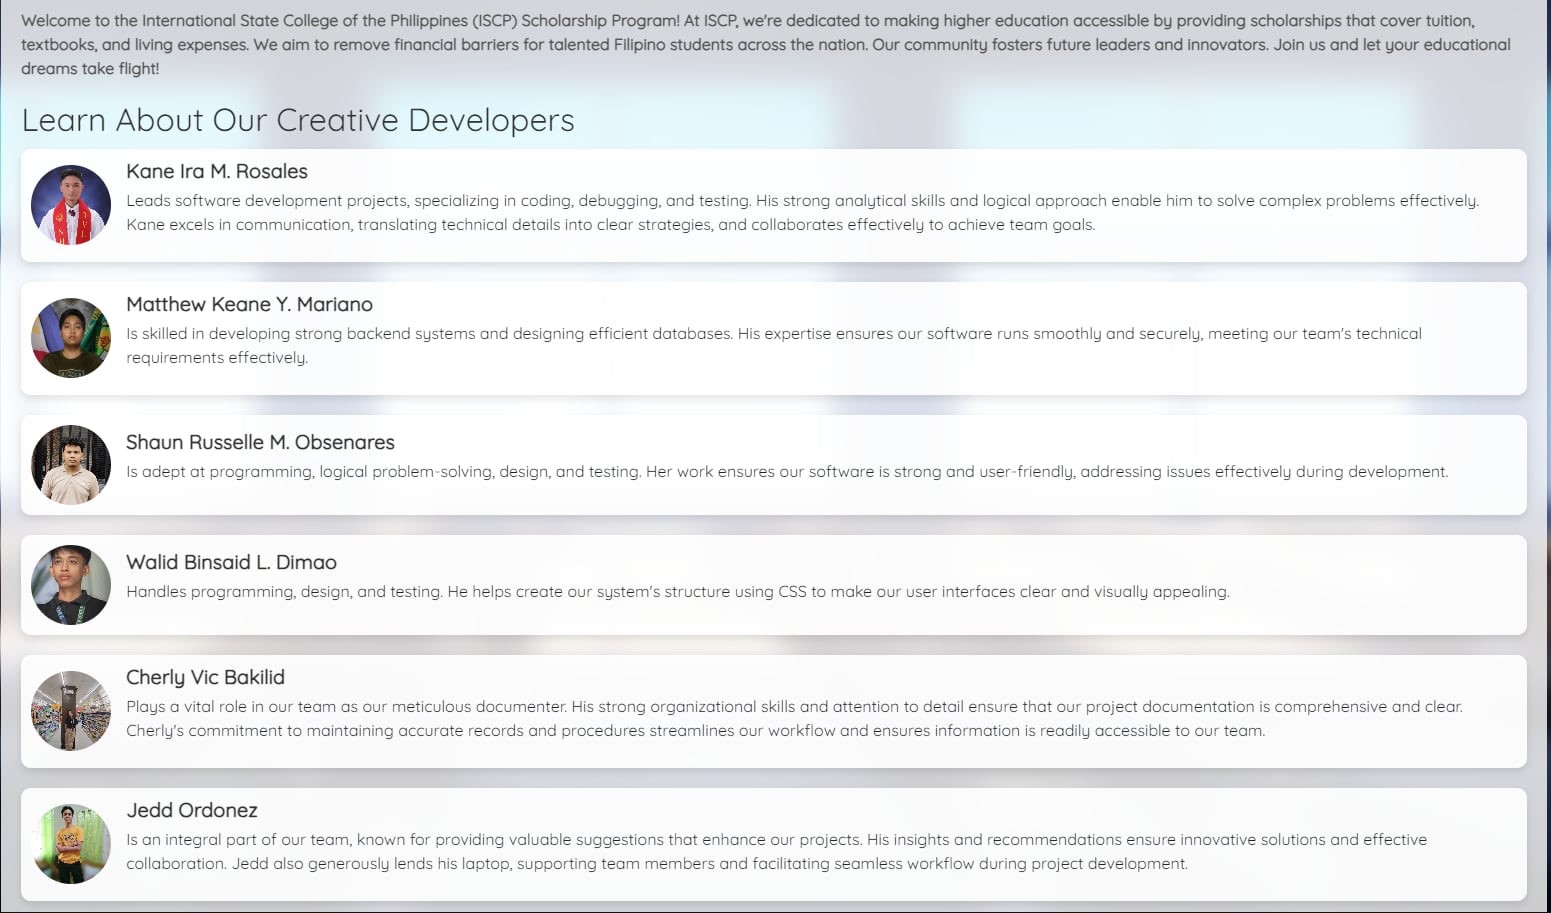 Welcome to the International State College of the Philippines (ISCP) Scholarship Program! At ISCP, we're dedicated to making higher education accessible by providing scholarships that cover tuition,
textbooks, and living expenses. We aim to remove financial barriers for talented Filipino students across the nation. Our community fosters future leaders and innovators. Join us and let your educational
dreams take flight!
Learn About Our Creative Developers
Kane Ira M. Rosales
Leads software development projects, specializing in coding, debugging, and testing. His strong analytical skills and logical approach enable him to solve complex problems effectively.
Kane excels in communication, translating technical details into clear strategies, and collaborates effectively to achieve team goals.
Matthew Keane Y. Mariano
Is skilled in developing strong backend systems and designing efficient databases. His expertise ensures our software runs smoothly and securely, meeting our team's technical
requirements effectively.
Shaun Russelle M. Obsenares
Is adept at programming, logical problem-solving, design, and testing. Her work ensures our software is strong and user-friendly, addressing issues effectively during development.
Walid Binsaid L. Dimao
Handles programming, design, and testing. He helps create our system's structure using CSS to make our user interfaces clear and visually appealing.
Cherly Vic Bakilid
Plays a vital role in our team as our meticulous documenter. His strong organizational skills and attention to detail ensure that our project documentation is comprehensive and clear.
Cherly's commitment to maintaining accurate records and procedures streamlines our workflow and ensures information is readily accessible to our team.
Jedd Ordonez
Is an integral part of our team, known for providing valuable suggestions that enhance our projects. His insights and recommendations ensure innovative solutions and effective
collaboration. Jedd also generously lends his laptop, supporting team members and facilitating seamless workflow during project development.